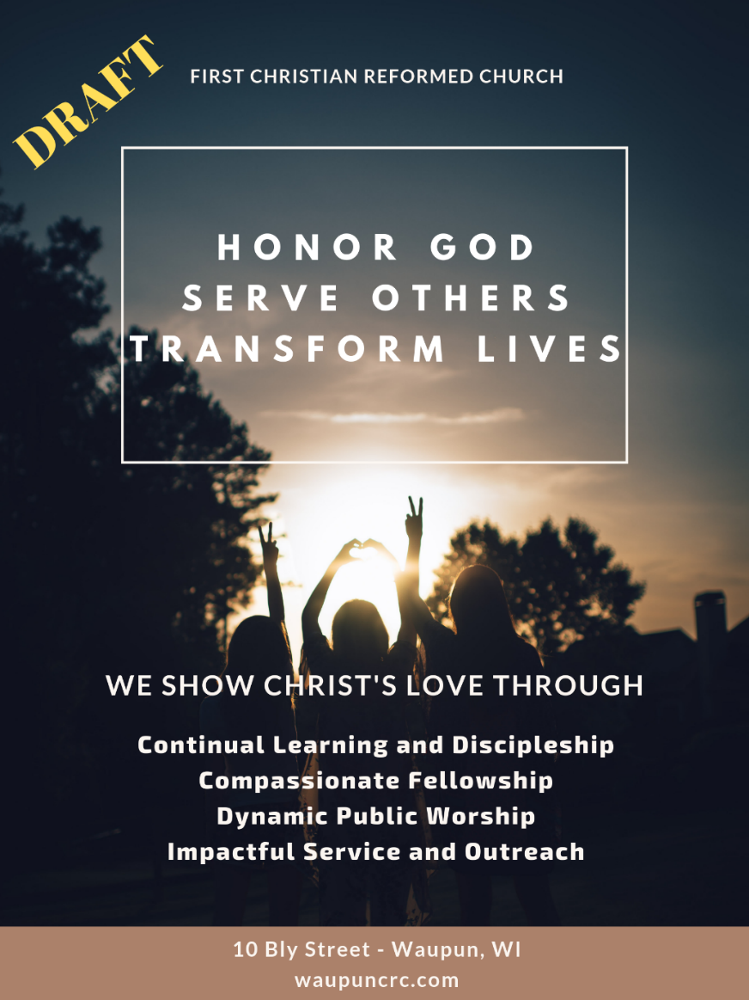 DRAFT
FIRST CHRISTIAN REFORMED CHURCH
HONOR GOD
SERVE OTHERS
TRANSFORM LIVES
WE SHOW CHRIST'S LOVE THROUGH
Continual Learning and Discipleship
Compassionate Fellowship
Dynamic Public Worship
Impactful Service and Outreach
10 Bly Street - Waupun, WI
waupuncrc.com